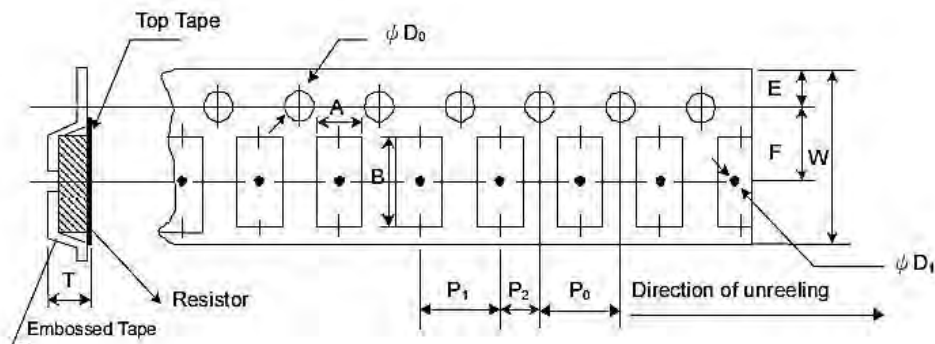 Top Tape
ψ D₀
E
A
F
W
B
ψ D₁
T
Resistor
P₁
P₂
P₀
Direction of unreeling
Embossed Tape